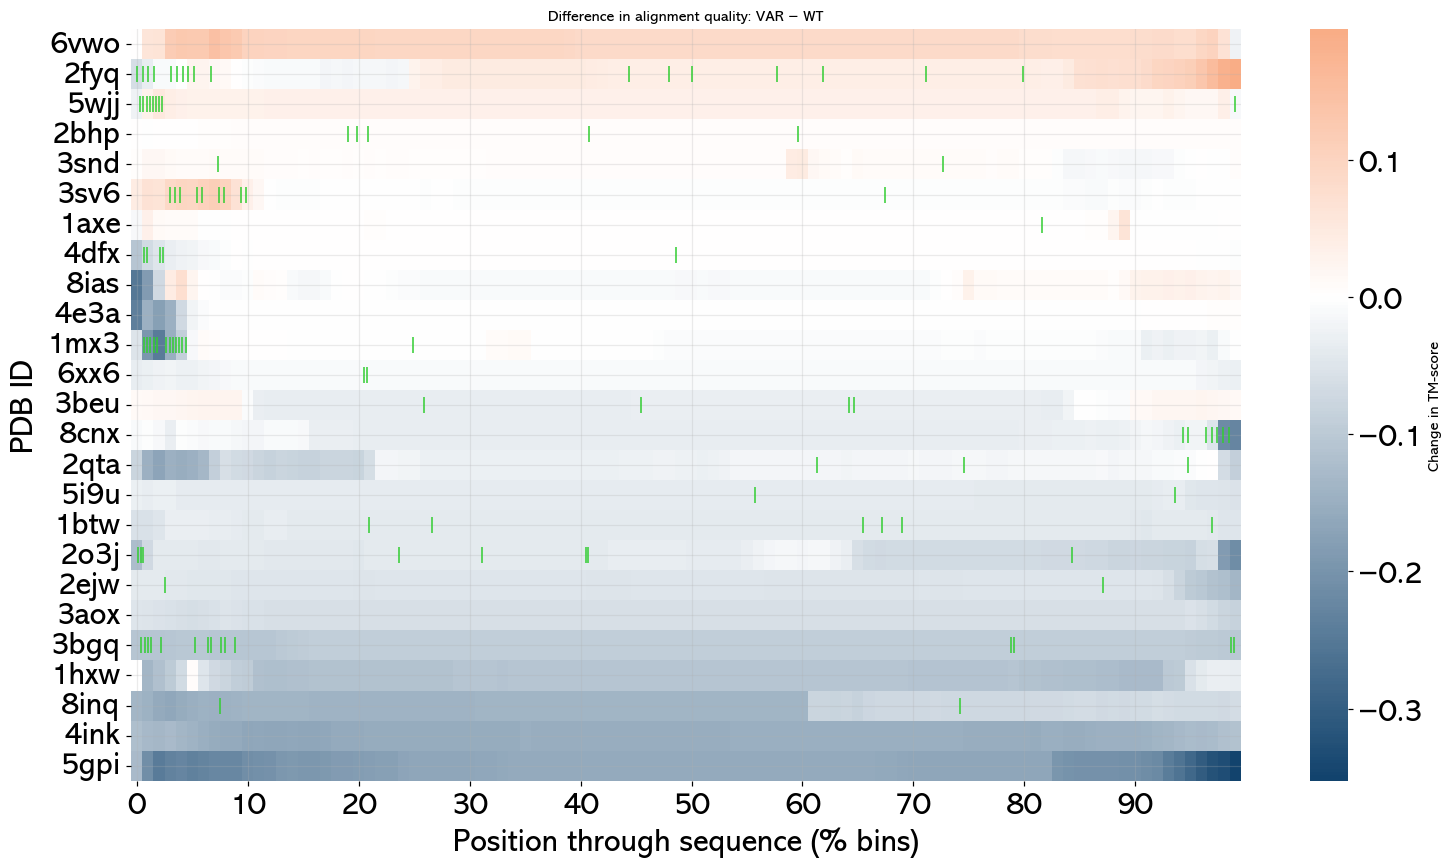 Difference in alignment quality: VAR − WT
PDB ID
6vwo
2fyq
5wjj
2bhp
3snd
3sv6
1axe
4dfx
8ias
4e3a
1mx3
6xx6
3beu
8cnx
2qta
5i9u
1btw
2o3j
2ejw
3aox
3bgq
1hxw
8inq
4ink
5gpi
0 10 20 30 40 50 60 70 80 90
Position through sequence (% bins)
0.1
0.0
−0.1
−0.2
−0.3
Change in TM-score